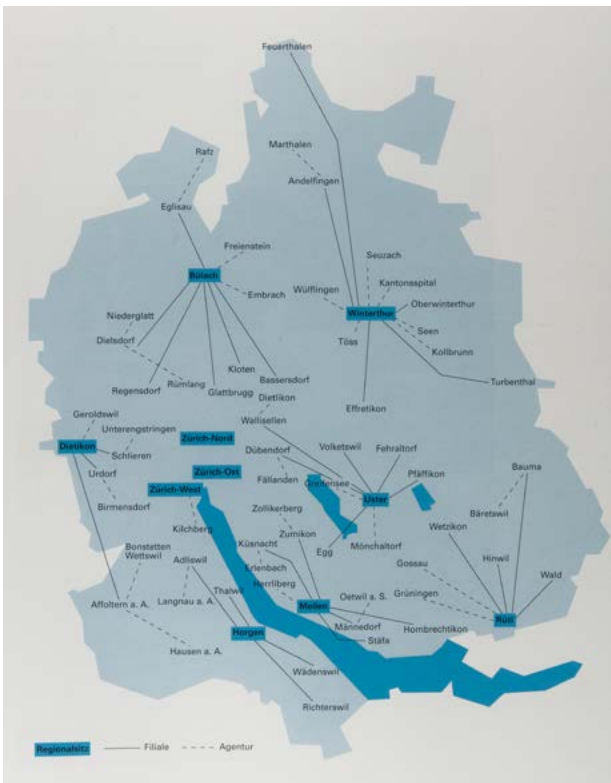 Feuerthalen
Marthalen
Rafz
Andelfingen
Eglisau
Freienstein
Seuzach
Bülach
Kantonsspital
Wülflingen
Embrach
Oberwinterthur
Winterthur
Niederglatt
Seen
Töss
Dielsdorf
Kollbrunn
Kloten
Bassersdorf
Turbenthal
Rümlang
Regensdorf
Glattbrugg
Dietlikon
Effretikon
Geroldswil
Wallisellen
Unterengstringen
Zürich-Nord
Dietikon
Volketswil
Fehraltorf
Schlieren
Dübendorf
Zürich-Ost
Pfäffikon
Bauma
Urdorf
Fällanden
Greifensee
Zürich-West
Uster
Birmensdorf
Zollikerberg
Bäretswil
Kilchberg
Zumikon
Wetzikon
Küsnacht
Egg
Mönchaltorf
Bonstetten
Wettswil
Adliswil
Erlenbach
Gossau
Hinwil
Herrliberg
Thalwil
Oetwil a. S.
Grüningen
Wald
Langnau a. A.
Affoltern a. A.
Meilen
Männedorf
Hombrechtikon
Rüti
Horgen
Stäfa
Hausen a. A.
Wädenswil
Richterswil
Regionalsitz
Filiale
Agentur